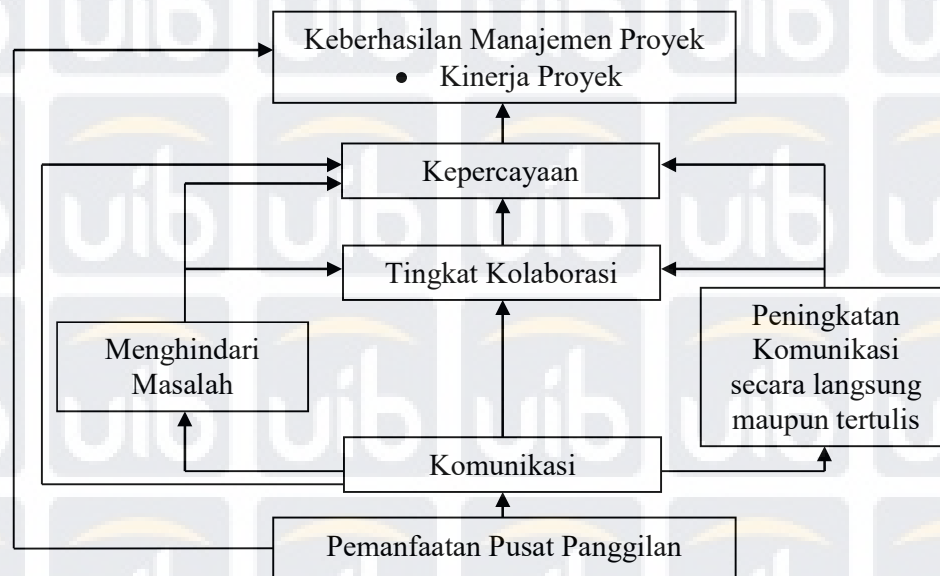 Keberhasilan Manajemen Proyek
• Kinerja Proyek
Kepercayaan
Tingkat Kolaborasi
Menghindari
Masalah
Peningkatan
Komunikasi
secara langsung
maupun tertulis
Komunikasi
Pemanfaatan Pusat Panggilan
uib